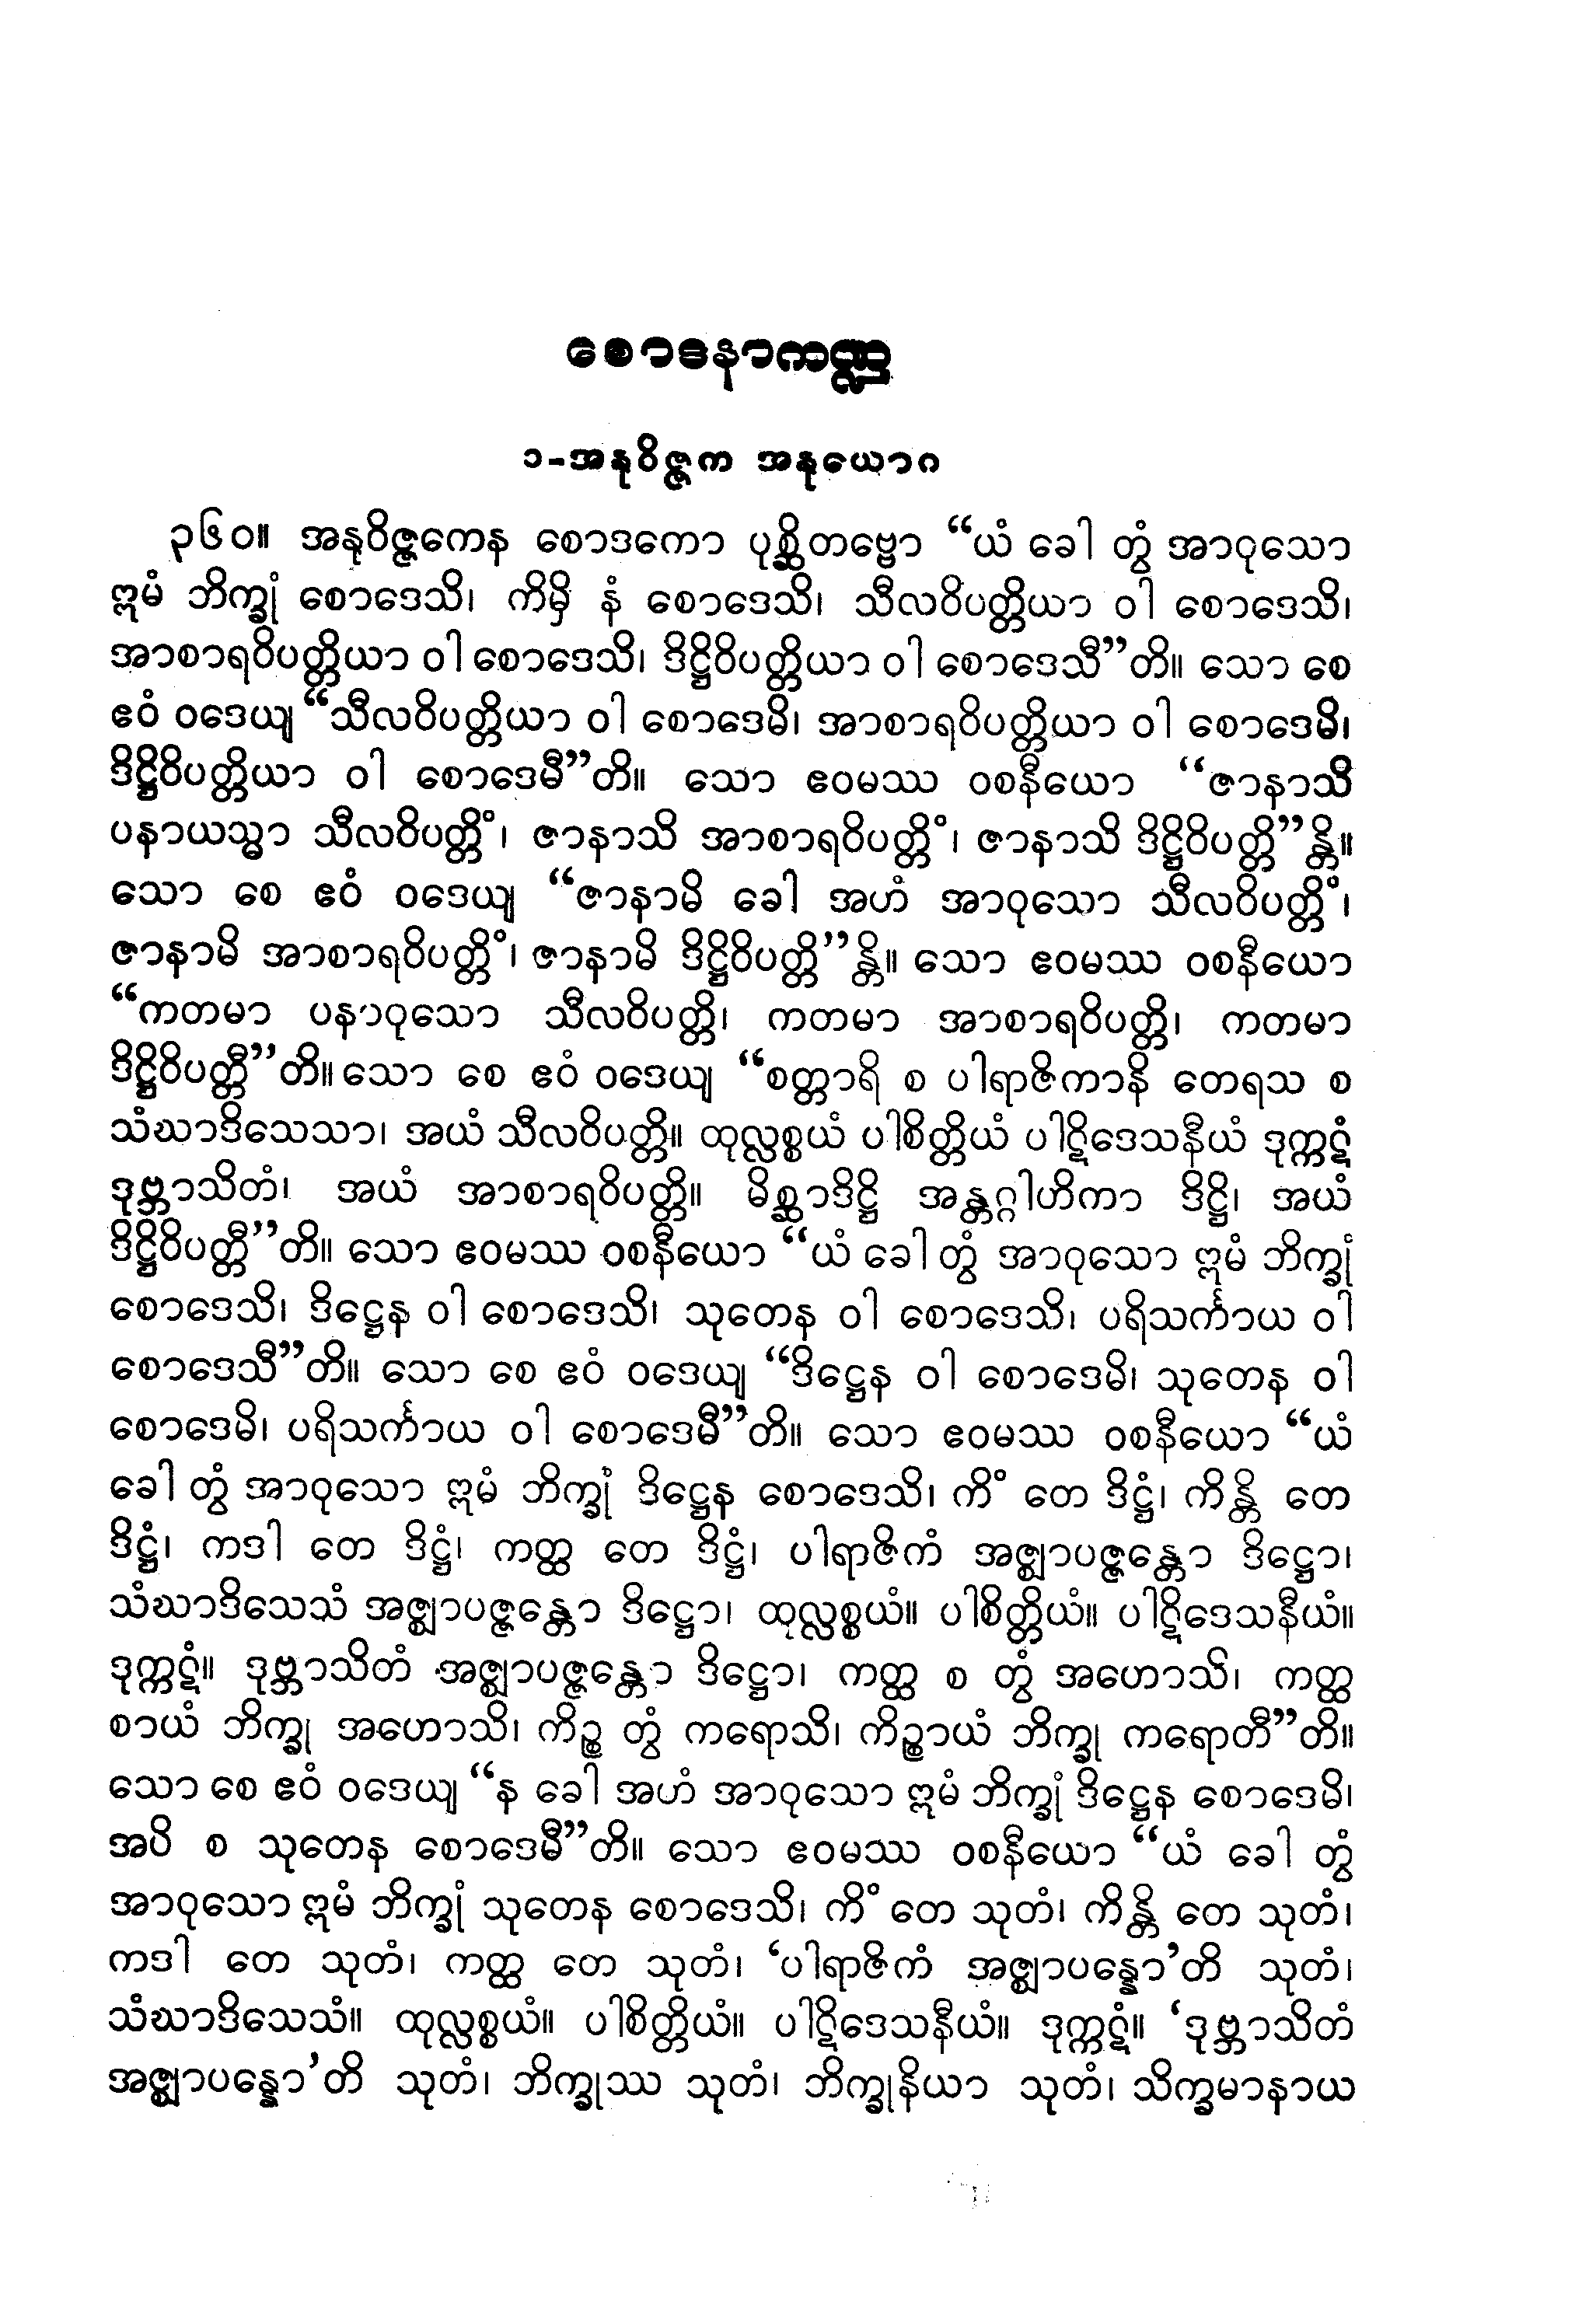 စောဒနာကဏ္ဍ
၁-အနုဝိဇ္ဇက အနုယောဂ
၃၆၀။ အနုဝိဇ္ဇကေန စောဒကော ပုစ္ဆိတဗ္ဗော “ယံ ခေါ တွံ အာဝုသော
ဣမံ ဘိက္ခုံ စောဒေသိ၊ ကိမှိ နံ စောဒေသိ၊ သီလဝိပတ္တိယာ ဝါ စောဒေသိ၊
အာစာရဝိပတ္တိယာ ဝါ စောဒေသိ၊ ဒိဋ္ဌိဝိပတ္တိယာ ဝါ စောဒေသီ”တိ။ သော စေ
ဧဝံ ဝဒေယျ “သီလဝိပတ္တိယာ ဝါ စောဒေမိ၊ အာစာရဝိပတ္တိယာ ဝါ စောဒေမိ၊
ဒိဋ္ဌိဝိပတ္တိယာ ဝါ စောဒေမီ”တိ။ သော ဧဝမဿ ဝစနီယော “ဇာနာသိ
ပနာယသ္မာ သီလဝိပတ္တိံ၊ ဇာနာသိ အာစာရဝိပတ္တိံ၊ ဇာနာသိ ဒိဋ္ဌိဝိပတ္တိ”န္တိ။
သော စေ ဧဝံ ဝဒေယျ “ဇာနာမိ ခေါ အဟံ အာဝုသော သီလဝိပတ္တိံ၊
ဇာနာမိ အာစာရဝိပတ္တိံ၊ ဇာနာမိ ဒိဋ္ဌိဝိပတ္တိ”န္တိ။ သော ဧဝမဿ ဝစနီယော
“ကတမာ ပနာဝုသော သီလဝိပတ္တိ၊ ကတမာ အာစာရဝိပတ္တိ၊ ကတမာ
ဒိဋ္ဌိဝိပတ္တီ”တိ။ သော စေ ဧဝံ ဝဒေယျ “စတ္တာရိ စ ပါရာဇိကာနိ တေရသ စ
သံဃာဒိသေသာ၊ အယံ သီလဝိပတ္တိ။ ထုလ္လစ္စယံ ပါစိတ္တိယံ ပါဋိဒေသနီယံ ဒုက္ကဋံ
ဒုဗ္ဘာသိတံ၊ အယံ အာစာရဝိပတ္တိ။ မိစ္ဆာဒိဋ္ဌိ အန္တဂ္ဂါဟိကာ ဒိဋ္ဌိ၊ အယံ
ဒိဋ္ဌိဝိပတ္တီ”တိ။ သော ဧဝမဿ ဝစနီယော “ယံ ခေါ တွံ အာဝုသော ဣမံ ဘိက္ခုံ
စောဒေသိ၊ ဒိဋ္ဌေန ဝါ စောဒေသိ၊ သုတေန ဝါ စောဒေသိ၊ ပရိသင်္ကာယ ဝါ
စောဒေသီ”တိ။ သော စေ ဧဝံ ဝဒေယျ “ဒိဋ္ဌေန ဝါ စောဒေမိ၊ သုတေန ဝါ
စောဒေမိ၊ ပရိသင်္ကာယ ဝါ စောဒေမီ”တိ။ သော ဧဝမဿ ဝစနီယော “ယံ
ခေါ တွံ အာဝုသော ဣမံ ဘိက္ခုံ ဒိဋ္ဌေန စောဒေသိ၊ ကိံ တေ ဒိဋ္ဌံ၊ ကိန္တိ တေ
ဒိဋ္ဌံ၊ ကဒါ တေ ဒိဋ္ဌံ၊ ကတ္ထ တေ ဒိဋ္ဌံ၊ ပါရာဇိကံ အဇ္ဈာပဇ္ဇန္တော ဒိဋ္ဌော၊
သံဃာဒိသေသံ အဇ္ဈာပဇ္ဇန္တော ဒိဋ္ဌော၊ ထုလ္လစ္စယံ။ ပါစိတ္တိယံ။ ပါဋိဒေသနီယံ။
ဒုက္ကဋံ။ ဒုဗ္ဘာသိတံ အဇ္ဈာပဇ္ဇန္တော ဒိဋ္ဌော၊ ကတ္ထ စ တွံ အဟောသိ၊ ကတ္ထ
စာယံ ဘိက္ခု အဟောသိ၊ ကိဉ္စ တွံ ကရောသိ၊ ကိဉ္စာယံ ဘိက္ခု ကရောတီ”တိ။
သော စေ ဧဝံ ဝဒေယျ “န ခေါ အဟံ အာဝုသော ဣမံ ဘိက္ခုံ ဒိဋ္ဌေန စောဒေမိ၊
အပိ စ သုတေန စောဒေမီ”တိ။ သော ဧဝမဿ ဝစနီယော “ယံ ခေါ တွံ
အာဝုသော ဣမံ ဘိက္ခုံ သုတေန စောဒေသိ၊ ကိံ တေ သုတံ၊ ကိန္တိ တေ သုတံ၊
ကဒါ တေ သုတံ၊ ကတ္ထ တေ သုတံ၊ ‘ပါရာဇိကံ အဇ္ဈာပန္နော’တိ သုတံ၊
သံဃာဒိသေသံ။ ထုလ္လစ္စယံ။ ပါစိတ္တိယံ။ ပါဋိဒေသနီယံ။ ဒုက္ကဋံ။ ‘ဒုဗ္ဘာသိတံ
အဇ္ဈာပန္နော’တိ သုတံ၊ ဘိက္ခုဿ သုတံ၊ ဘိက္ခုနိယာ သုတံ၊ သိက္ခမာနာယ